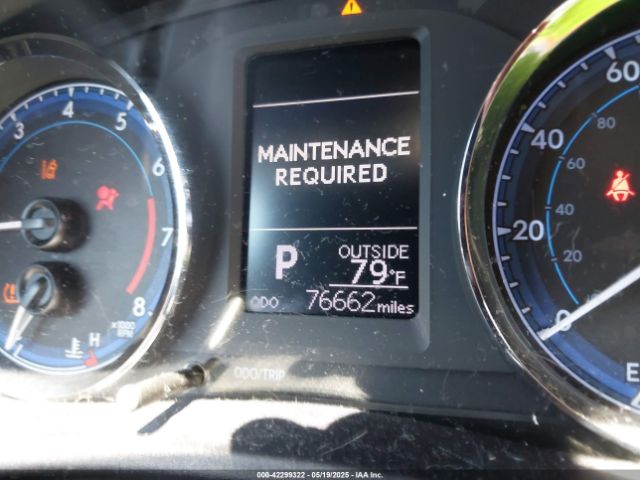 MAINTENANCE
REQUIRED
P
OUTSIDE
79°F
ODO 76662 miles
ODO/TRIP
3 4 5 6 7 8
x1000
RPM
H
0 20 40 60
20 40 60 80
E
000-42299322 — 05/19/2025 — IAA Inc.